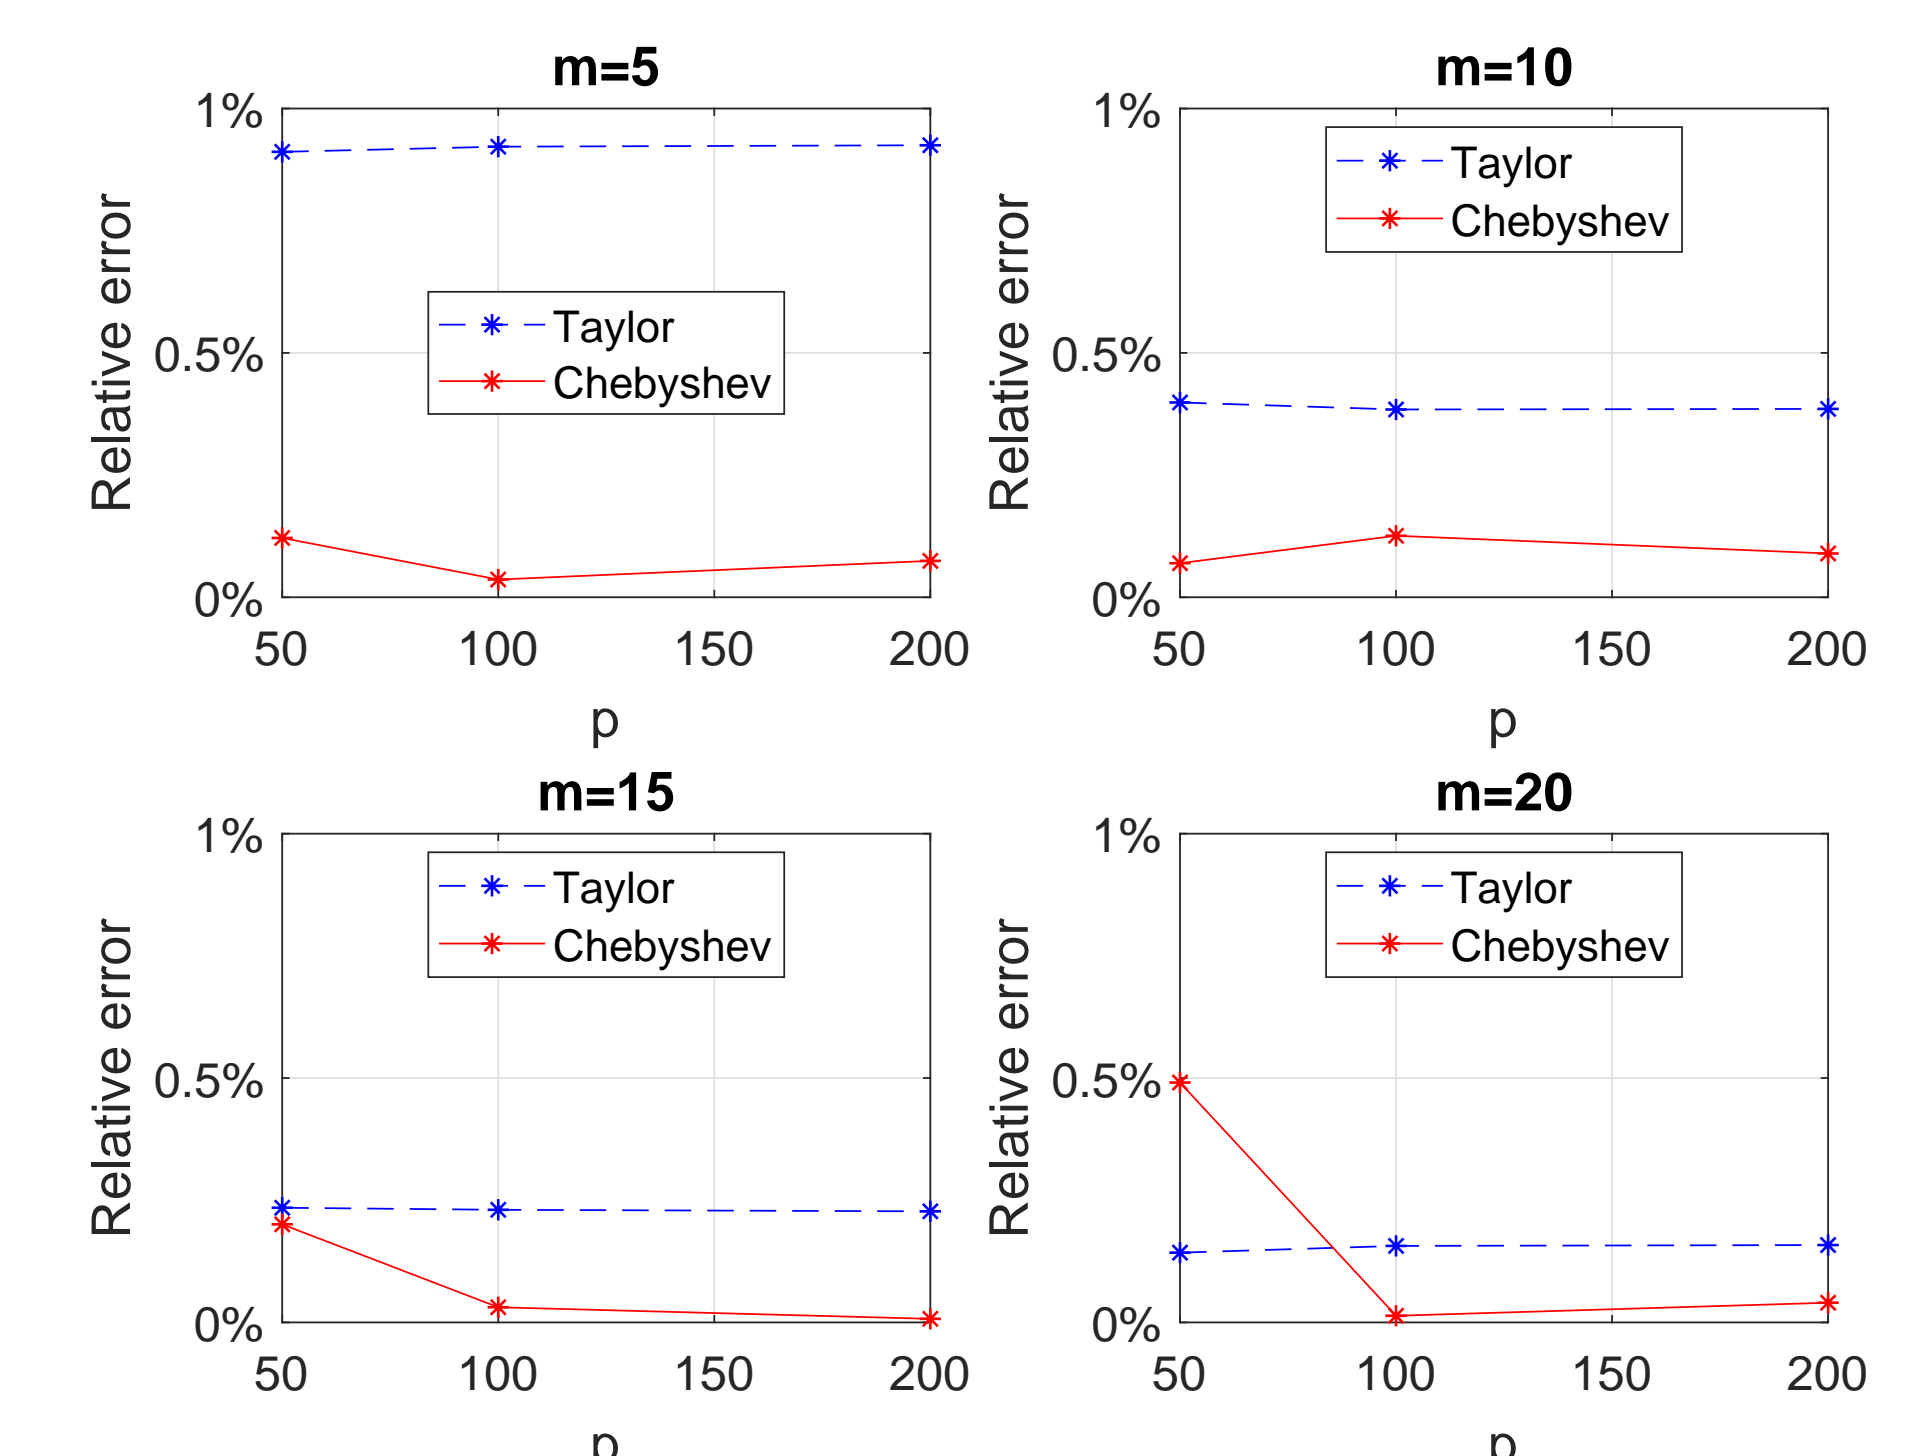 m=5
1%
0.5%
0%
Relative error
Taylor
Chebyshev
50 100 150 200
p
m=10
1%
0.5%
0%
Relative error
Taylor
Chebyshev
50 100 150 200
p
m=15
1%
0.5%
0%
Relative error
Taylor
Chebyshev
50 100 150 200
p
m=20
1%
0.5%
0%
Relative error
Taylor
Chebyshev
50 100 150 200
p